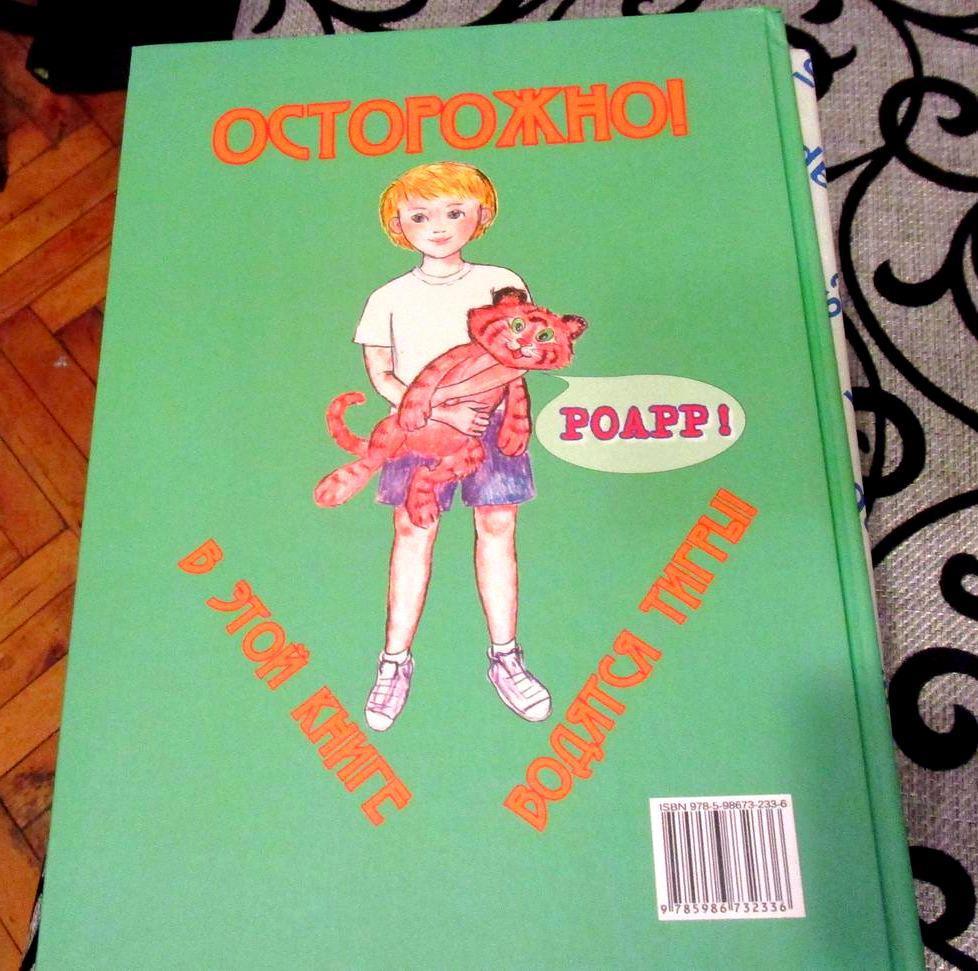 ОСТОРОЖНО!
РОАРР!
В ЭТОЙ КНИГЕ
ВОДЯТСЯ ТИГРЫ
ISBN 978-5-98673-233-6
9 785986 732336